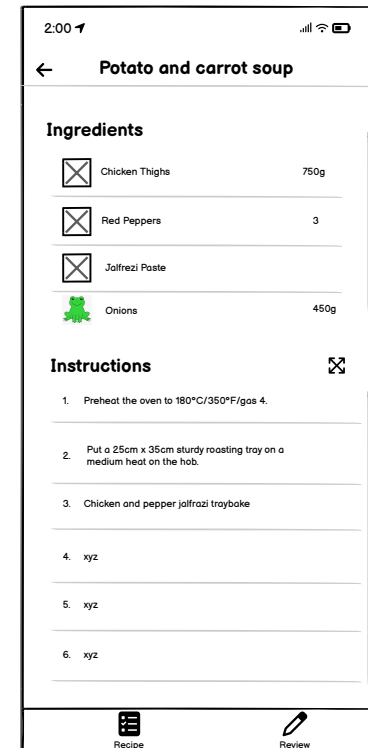 2:00
Potato and carrot soup
Ingredients
Chicken Thighs 750g
Red Peppers 3
Jalfrezi Paste
Onions 450g
Instructions
1. Preheat the oven to 180°C/350°F/gas 4.
2. Put a 25cm x 35cm sturdy roasting tray on a
medium heat on the hob.
3. Chicken and pepper jalfrazi traybake
4. xyz
5. xyz
6. xyz
Recipe Review